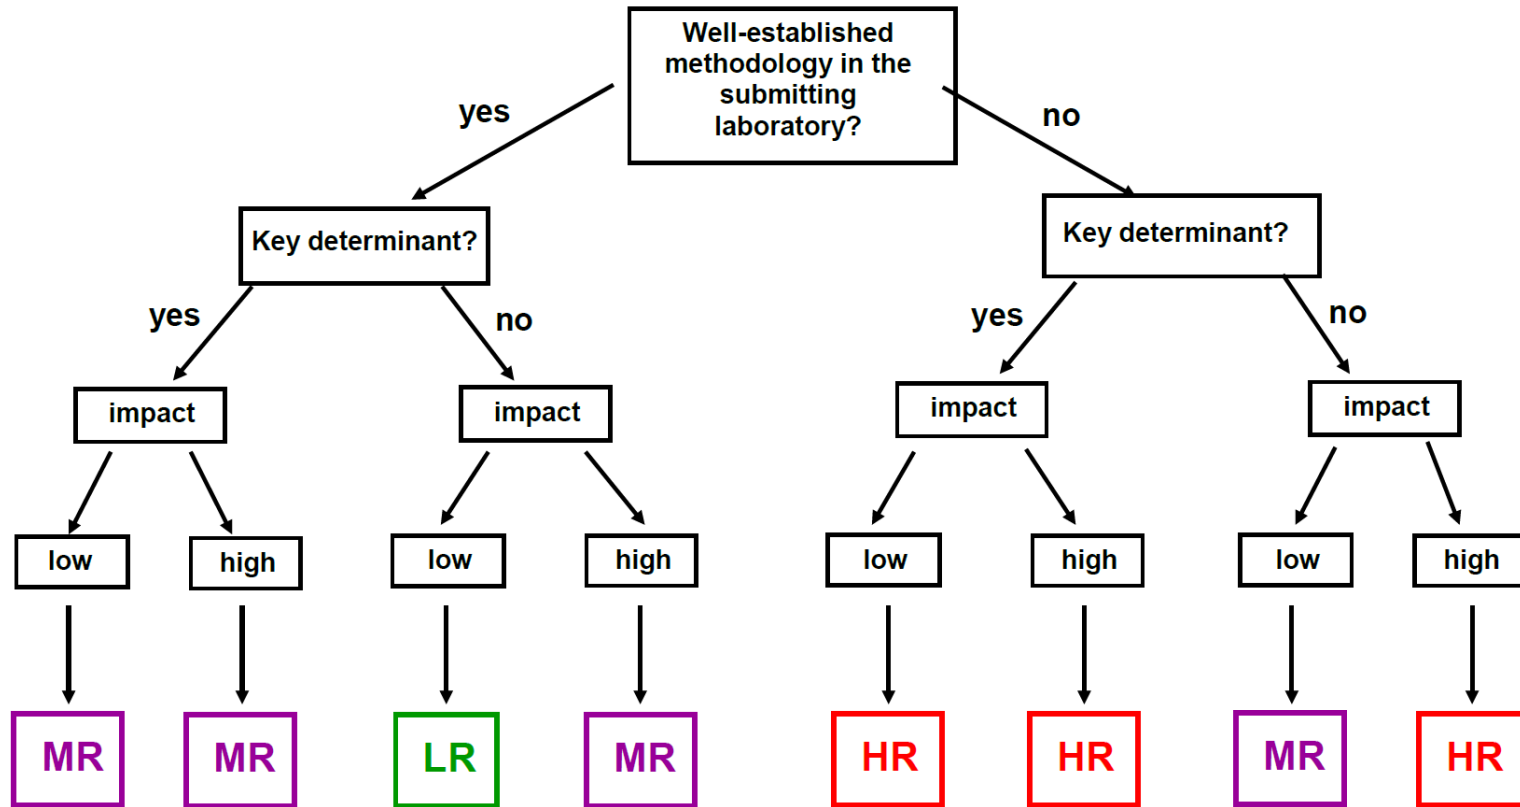 Well-established
methodology in the
submitting
laboratory?
yes
no
Key determinant?
Key determinant?
yes
no
yes
no
impact
impact
impact
impact
low
high
low
high
low
high
low
high
MR
MR
LR
MR
HR
HR
MR
HR